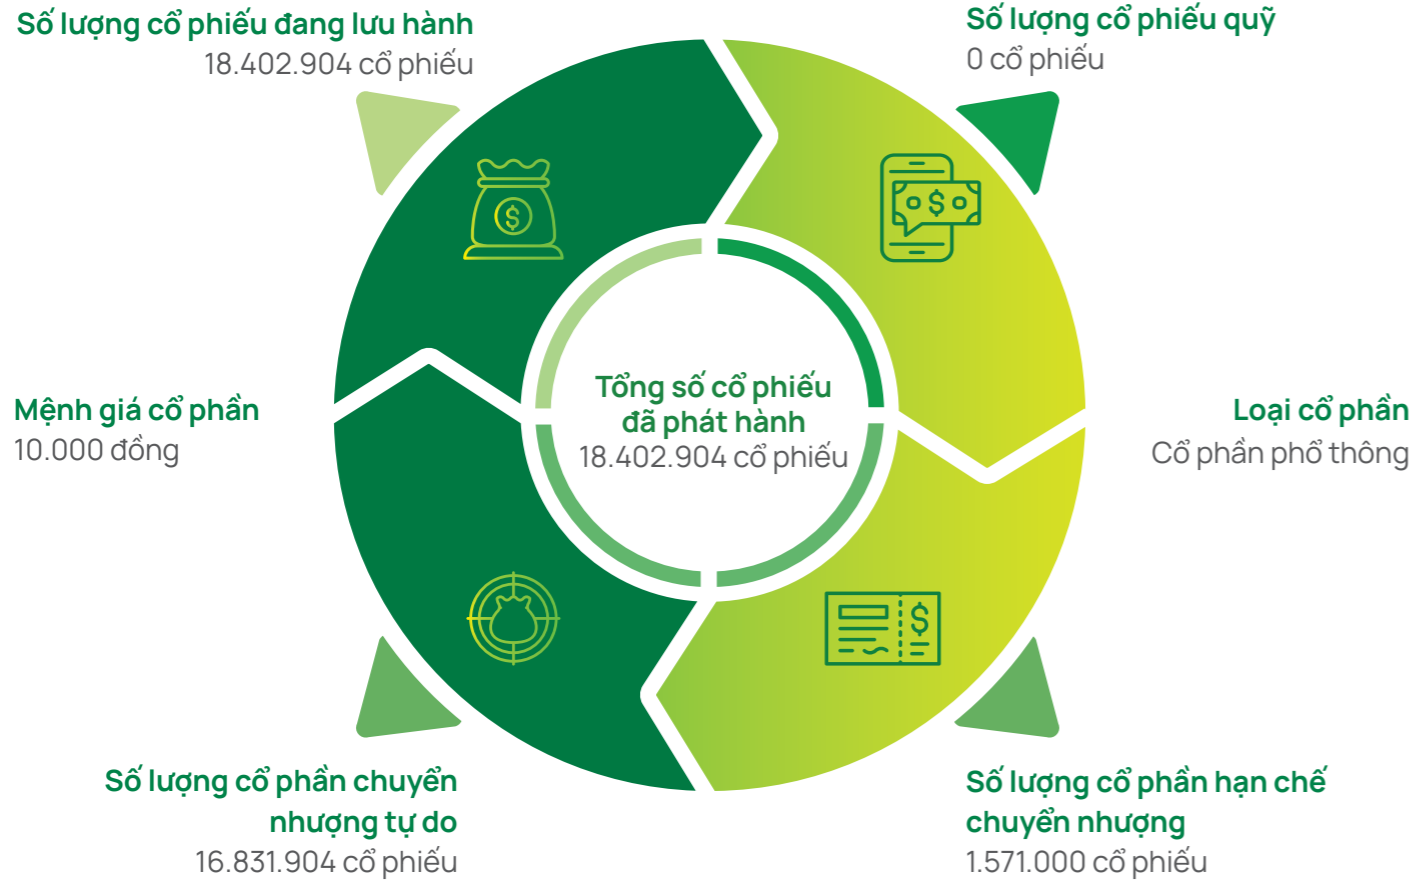 Số lượng cổ phiếu đang lưu hành
18.402.904 cổ phiếu
Số lượng cổ phiếu quỹ
0 cổ phiếu
Mệnh giá cổ phần
10.000 đồng
Tổng số cổ phiếu
đã phát hành
18.402.904 cổ phiếu
Loại cổ phần
Cổ phần phổ thông
Số lượng cổ phần chuyển
nhượng tự do
16.831.904 cổ phiếu
Số lượng cổ phần hạn chế
chuyển nhượng
1.571.000 cổ phiếu